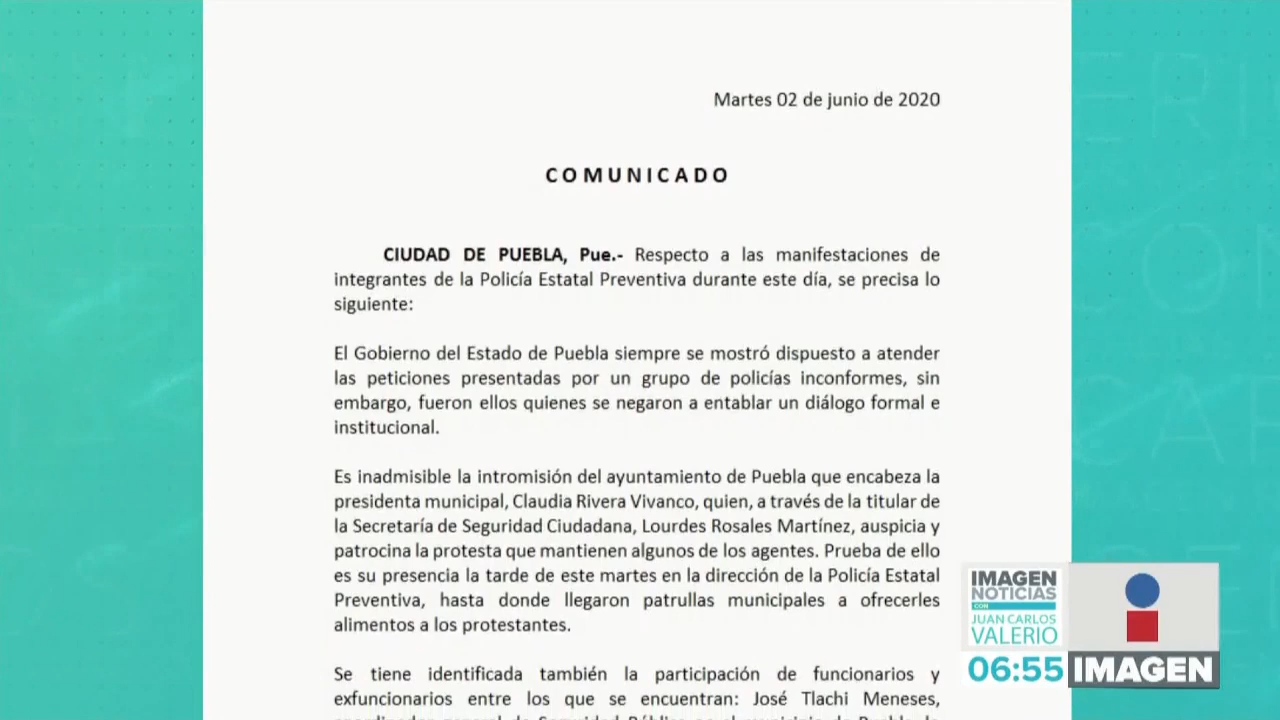 Martes 02 de junio de 2020
COMUNICADO
CIUDAD DE PUEBLA, Pue.- Respecto a las manifestaciones de
integrantes de la Policía Estatal Preventiva durante este día, se precisa lo
siguiente:
El Gobierno del Estado de Puebla siempre se mostró dispuesto a atender
las peticiones presentadas por un grupo de policías inconformes, sin
embargo, fueron ellos quienes se negaron a entablar un diálogo formal e
institucional.
Es inadmisible la intromisión del ayuntamiento de Puebla que encabeza la
presidenta municipal, Claudia Rivera Vivanco, quien, a través de la titular de
la Secretaría de Seguridad Ciudadana, Lourdes Rosales Martínez, auspicia y
patrocina la protesta que mantienen algunos de los agentes. Prueba de ello
es su presencia la tarde de este martes en la dirección de la Policía Estatal
Preventiva, hasta donde llegaron patrullas municipales a ofrecerles
alimentos a los protestantes.
Se tiene identificada también la participación de funcionarios y
exfuncionarios entre los que se encuentran: José Tlachi Meneses,
IMAGEN
NOTICIAS
CON
JUAN CARLOS
VALERIO
06:55 IMAGEN